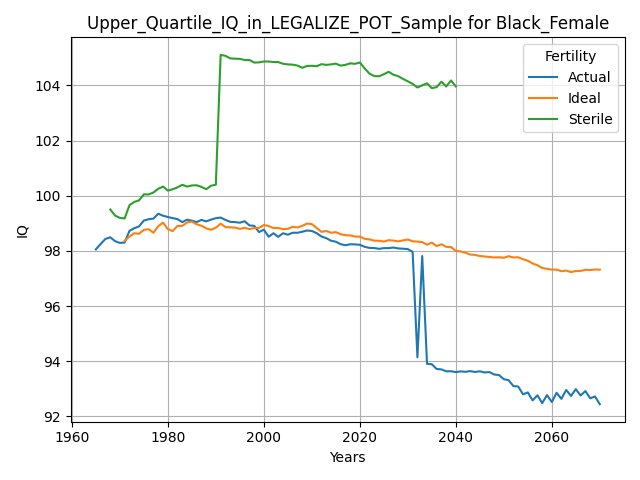 Upper_Quartile_IQ_in_LEGALIZE_POT_Sample for Black_Female
Fertility
Actual
Ideal
Sterile
IQ
104
102
100
98
96
94
92
1960
1980
2000
2020
2040
2060
Years